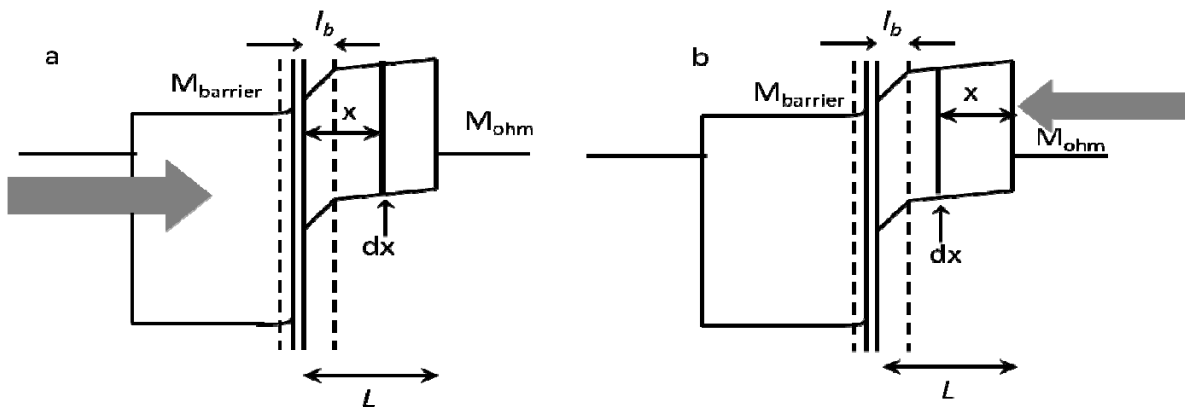 l_b
a
M_barrier
x
M_ohm
dx
L
l_b
b
M_barrier
x
M_ohm
dx
L